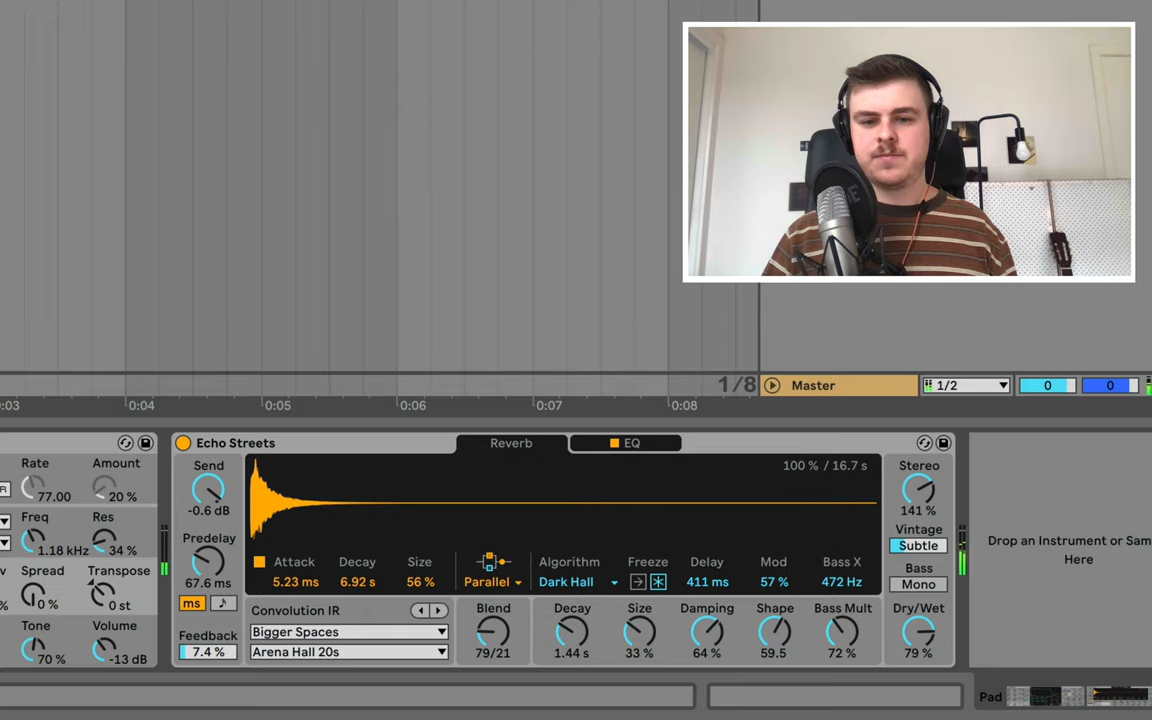 1/8
Master
1/2
0
0
:03
0:04
0:05
0:06
0:07
0:08
Rate
77.00
Amount
20 %
Freq
1.18 kHz
Res
34 %
Spread
0 %
Transpose
0 st
Tone
70 %
Volume
-13 dB
Echo Streets
Reverb
EQ
Send
-0.6 dB
Predelay
67.6 ms
ms
Feedback
7.4 %
100 % / 16.7 s
Attack
5.23 ms
Decay
6.92 s
Size
56 %
Parallel
Algorithm
Dark Hall
Freeze
Delay
411 ms
Mod
57 %
Bass X
472 Hz
Convolution IR
Bigger Spaces
Arena Hall 20s
Blend
79/21
Decay
1.44 s
Size
33 %
Damping
64 %
Shape
59.5
Bass Mult
72 %
Stereo
141 %
Vintage
Subtle
Bass
Mono
Dry/Wet
79 %
Drop an Instrument or Sam
Here
Pad